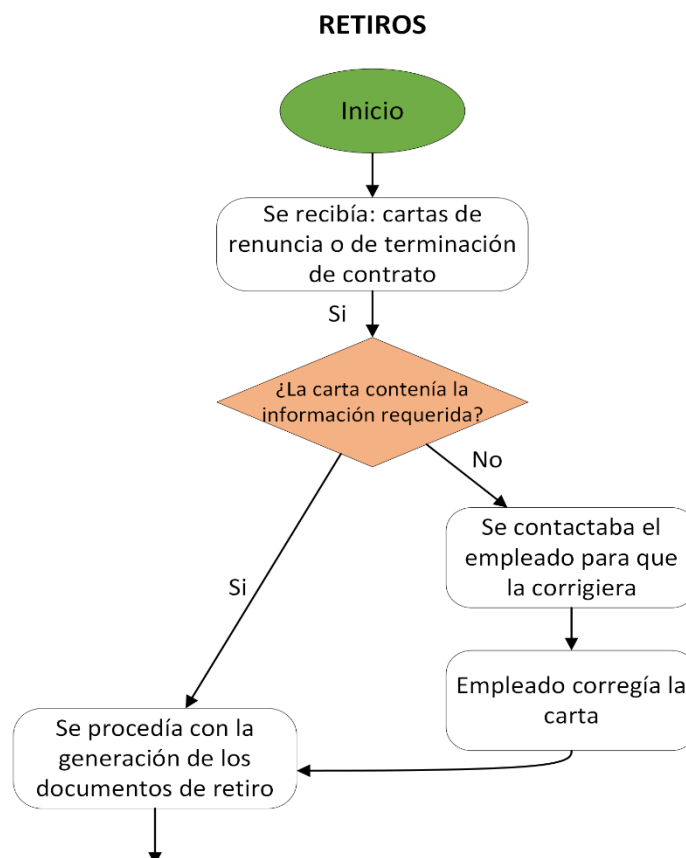 RETIROS
Inicio
Se recibía: cartas de
renuncia o de terminación
de contrato
Si
¿La carta contenía la
información requerida?
No
Se contactaba el
empleado para que
la corrigiera
Si
Empleado corregía la
carta
Se procedía con la
generación de los
documentos de retiro